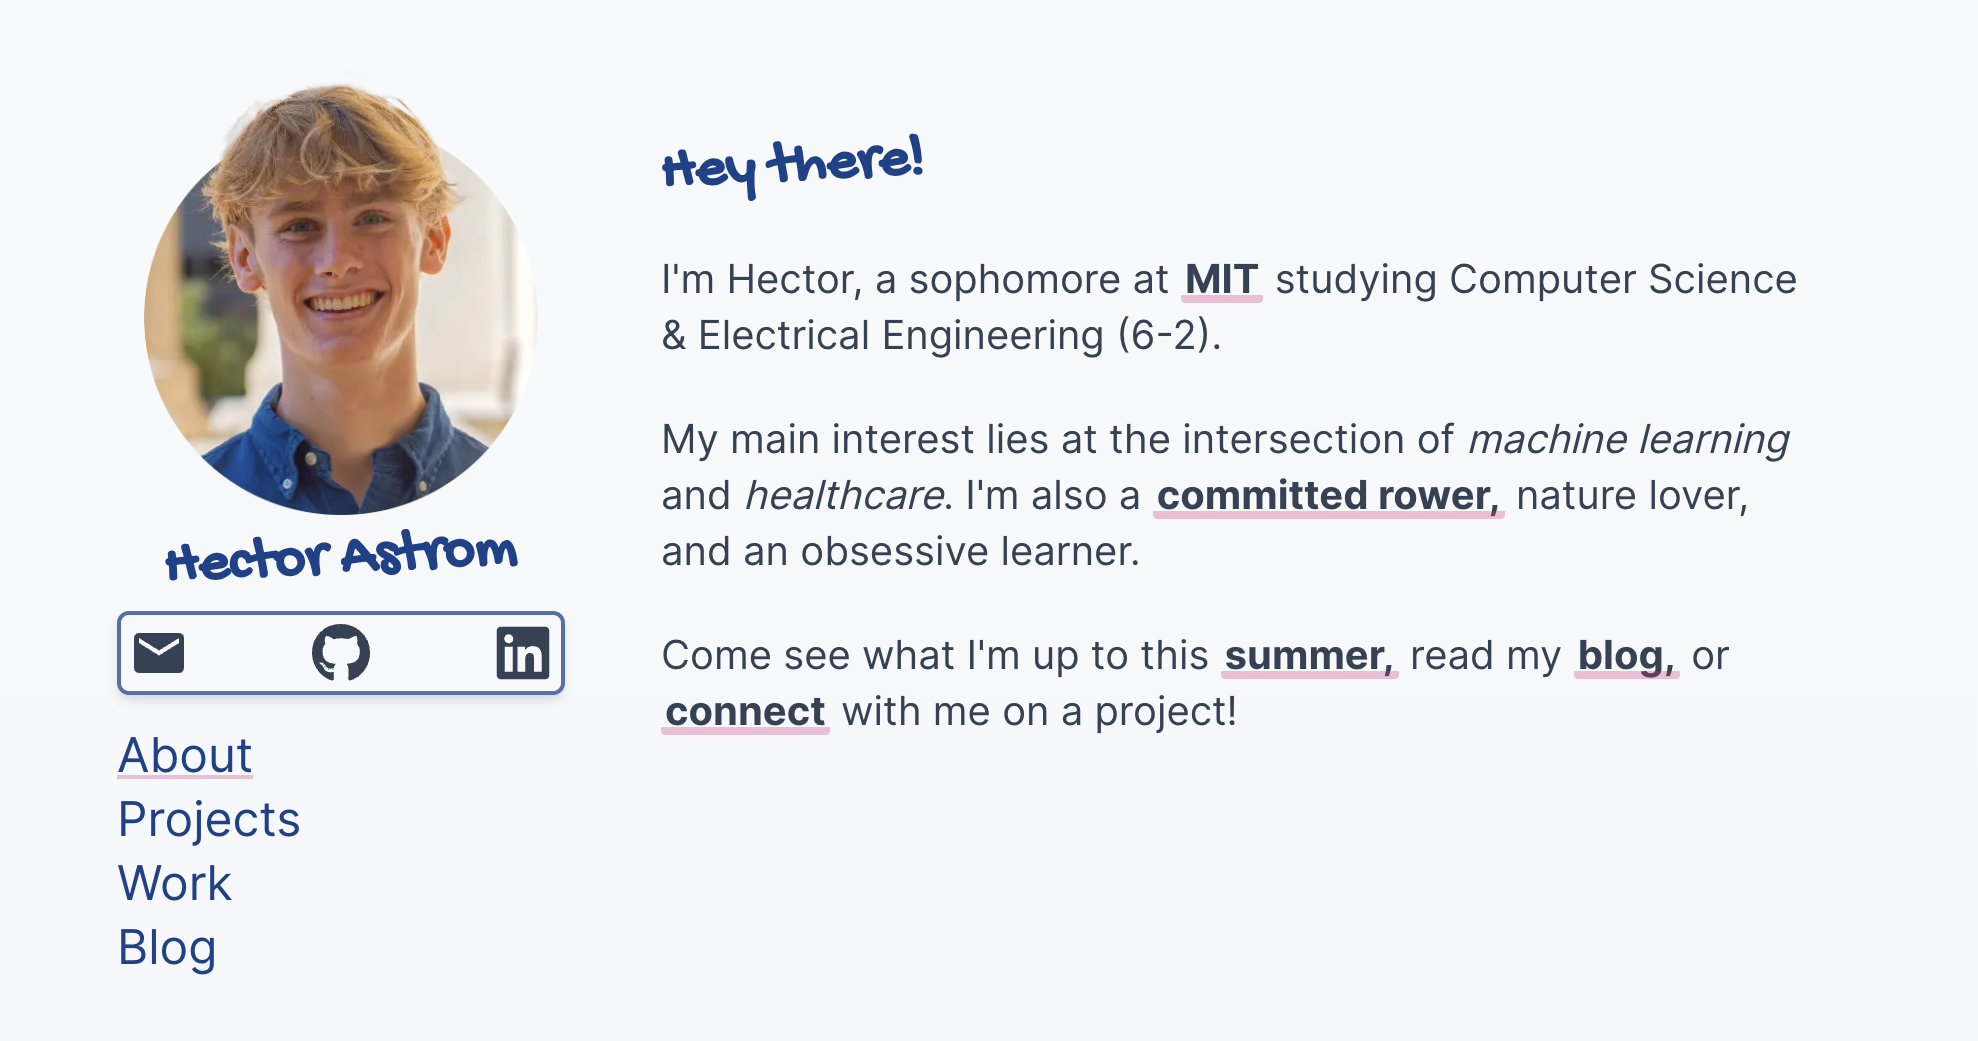 Hey there!
I'm Hector, a sophomore at MIT studying Computer Science
& Electrical Engineering (6-2).
My main interest lies at the intersection of machine learning
and healthcare. I'm also a committed rower, nature lover,
and an obsessive learner.
Come see what I'm up to this summer, read my blog, or
connect with me on a project!
Hector Astrom
in
About
Projects
Work
Blog